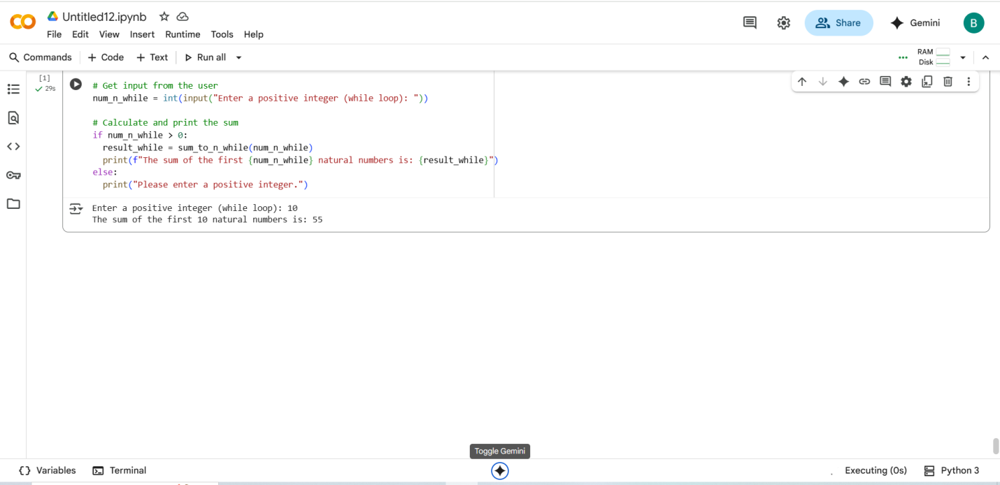 Untitled12.ipynb
File Edit View Insert Runtime Tools Help
Share
Gemini
B
Commands + Code + Text Run all
RAM
Disk
[1]
29s
# Get input from the user
num_n_while = int(input("Enter a positive integer (while loop): "))
# Calculate and print the sum
if num_n_while > 0:
  result_while = sum_to_n_while(num_n_while)
  print(f"The sum of the first {num_n_while} natural numbers is: {result_while}")
else:
  print("Please enter a positive integer.")
Enter a positive integer (while loop): 10
The sum of the first 10 natural numbers is: 55
Toggle Gemini
{} Variables Terminal
Executing (0s) Python 3